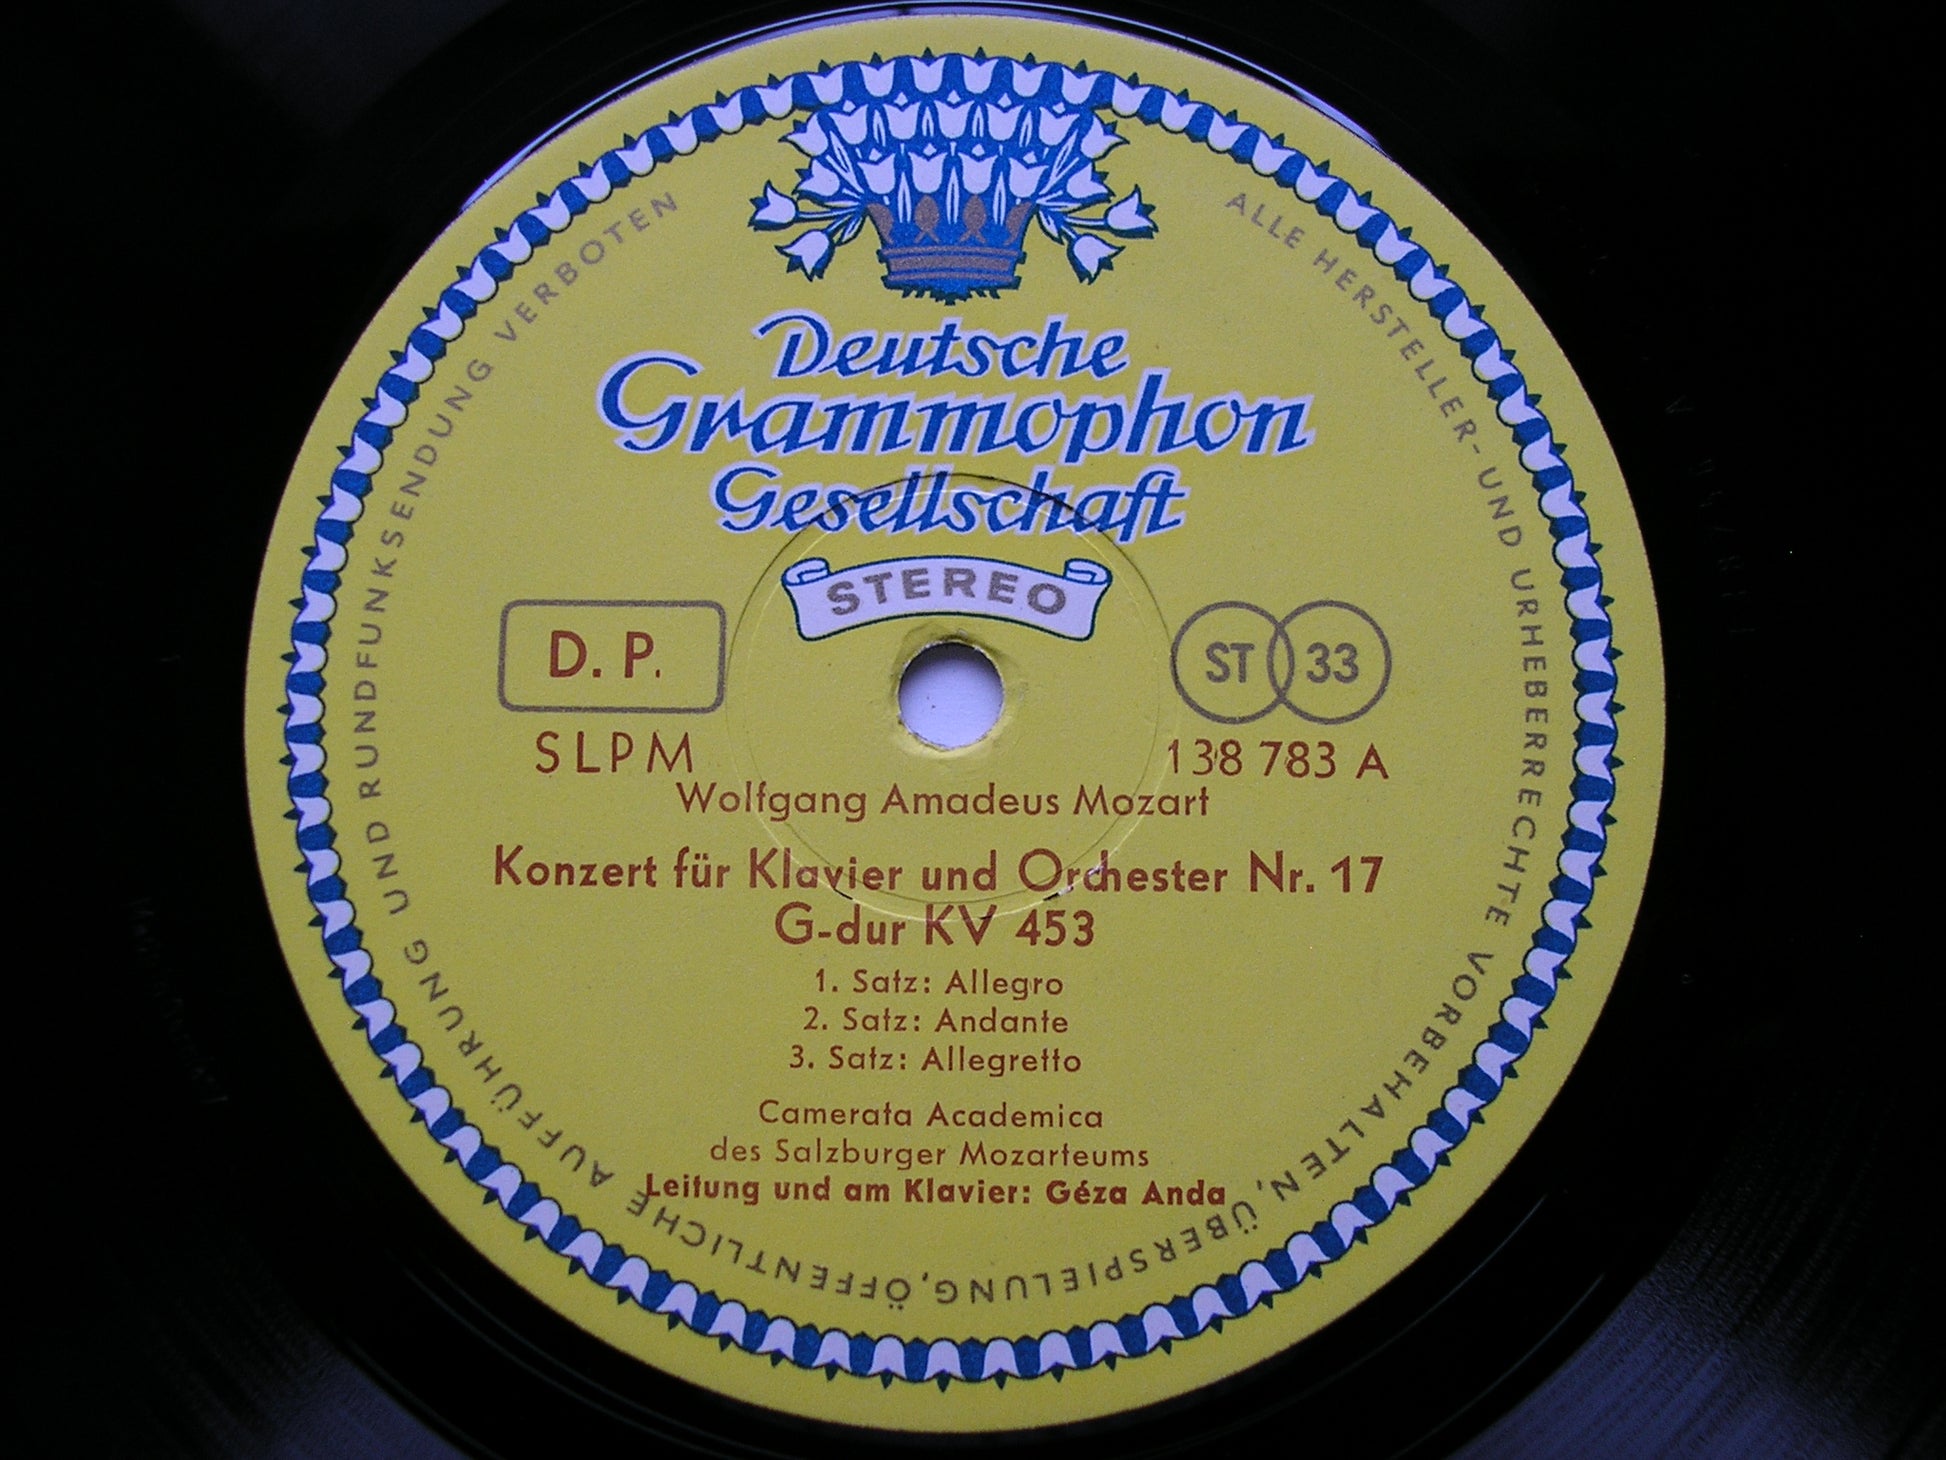 Deutsche
Grammophon
Gesellschaft
STEREO
D. P.
ST 33
SLPM
138 783 A
Wolfgang Amadeus Mozart
Konzert für Klavier und Orchester Nr. 17
G-dur KV 453
1. Satz: Allegro
2. Satz: Andante
3. Satz: Allegretto
Camerata Academica
des Salzburger Mozarteums
Leitung und am Klavier: Géza Anda
ALLE HERSTELLER- UND URHEBERRECHTE VORBEHALTEN, ÜBERSPIELUNG, ÖFFENTLICHE AUFFÜHRUNG UND RUNDFUNKSENDUNG VERBOTEN